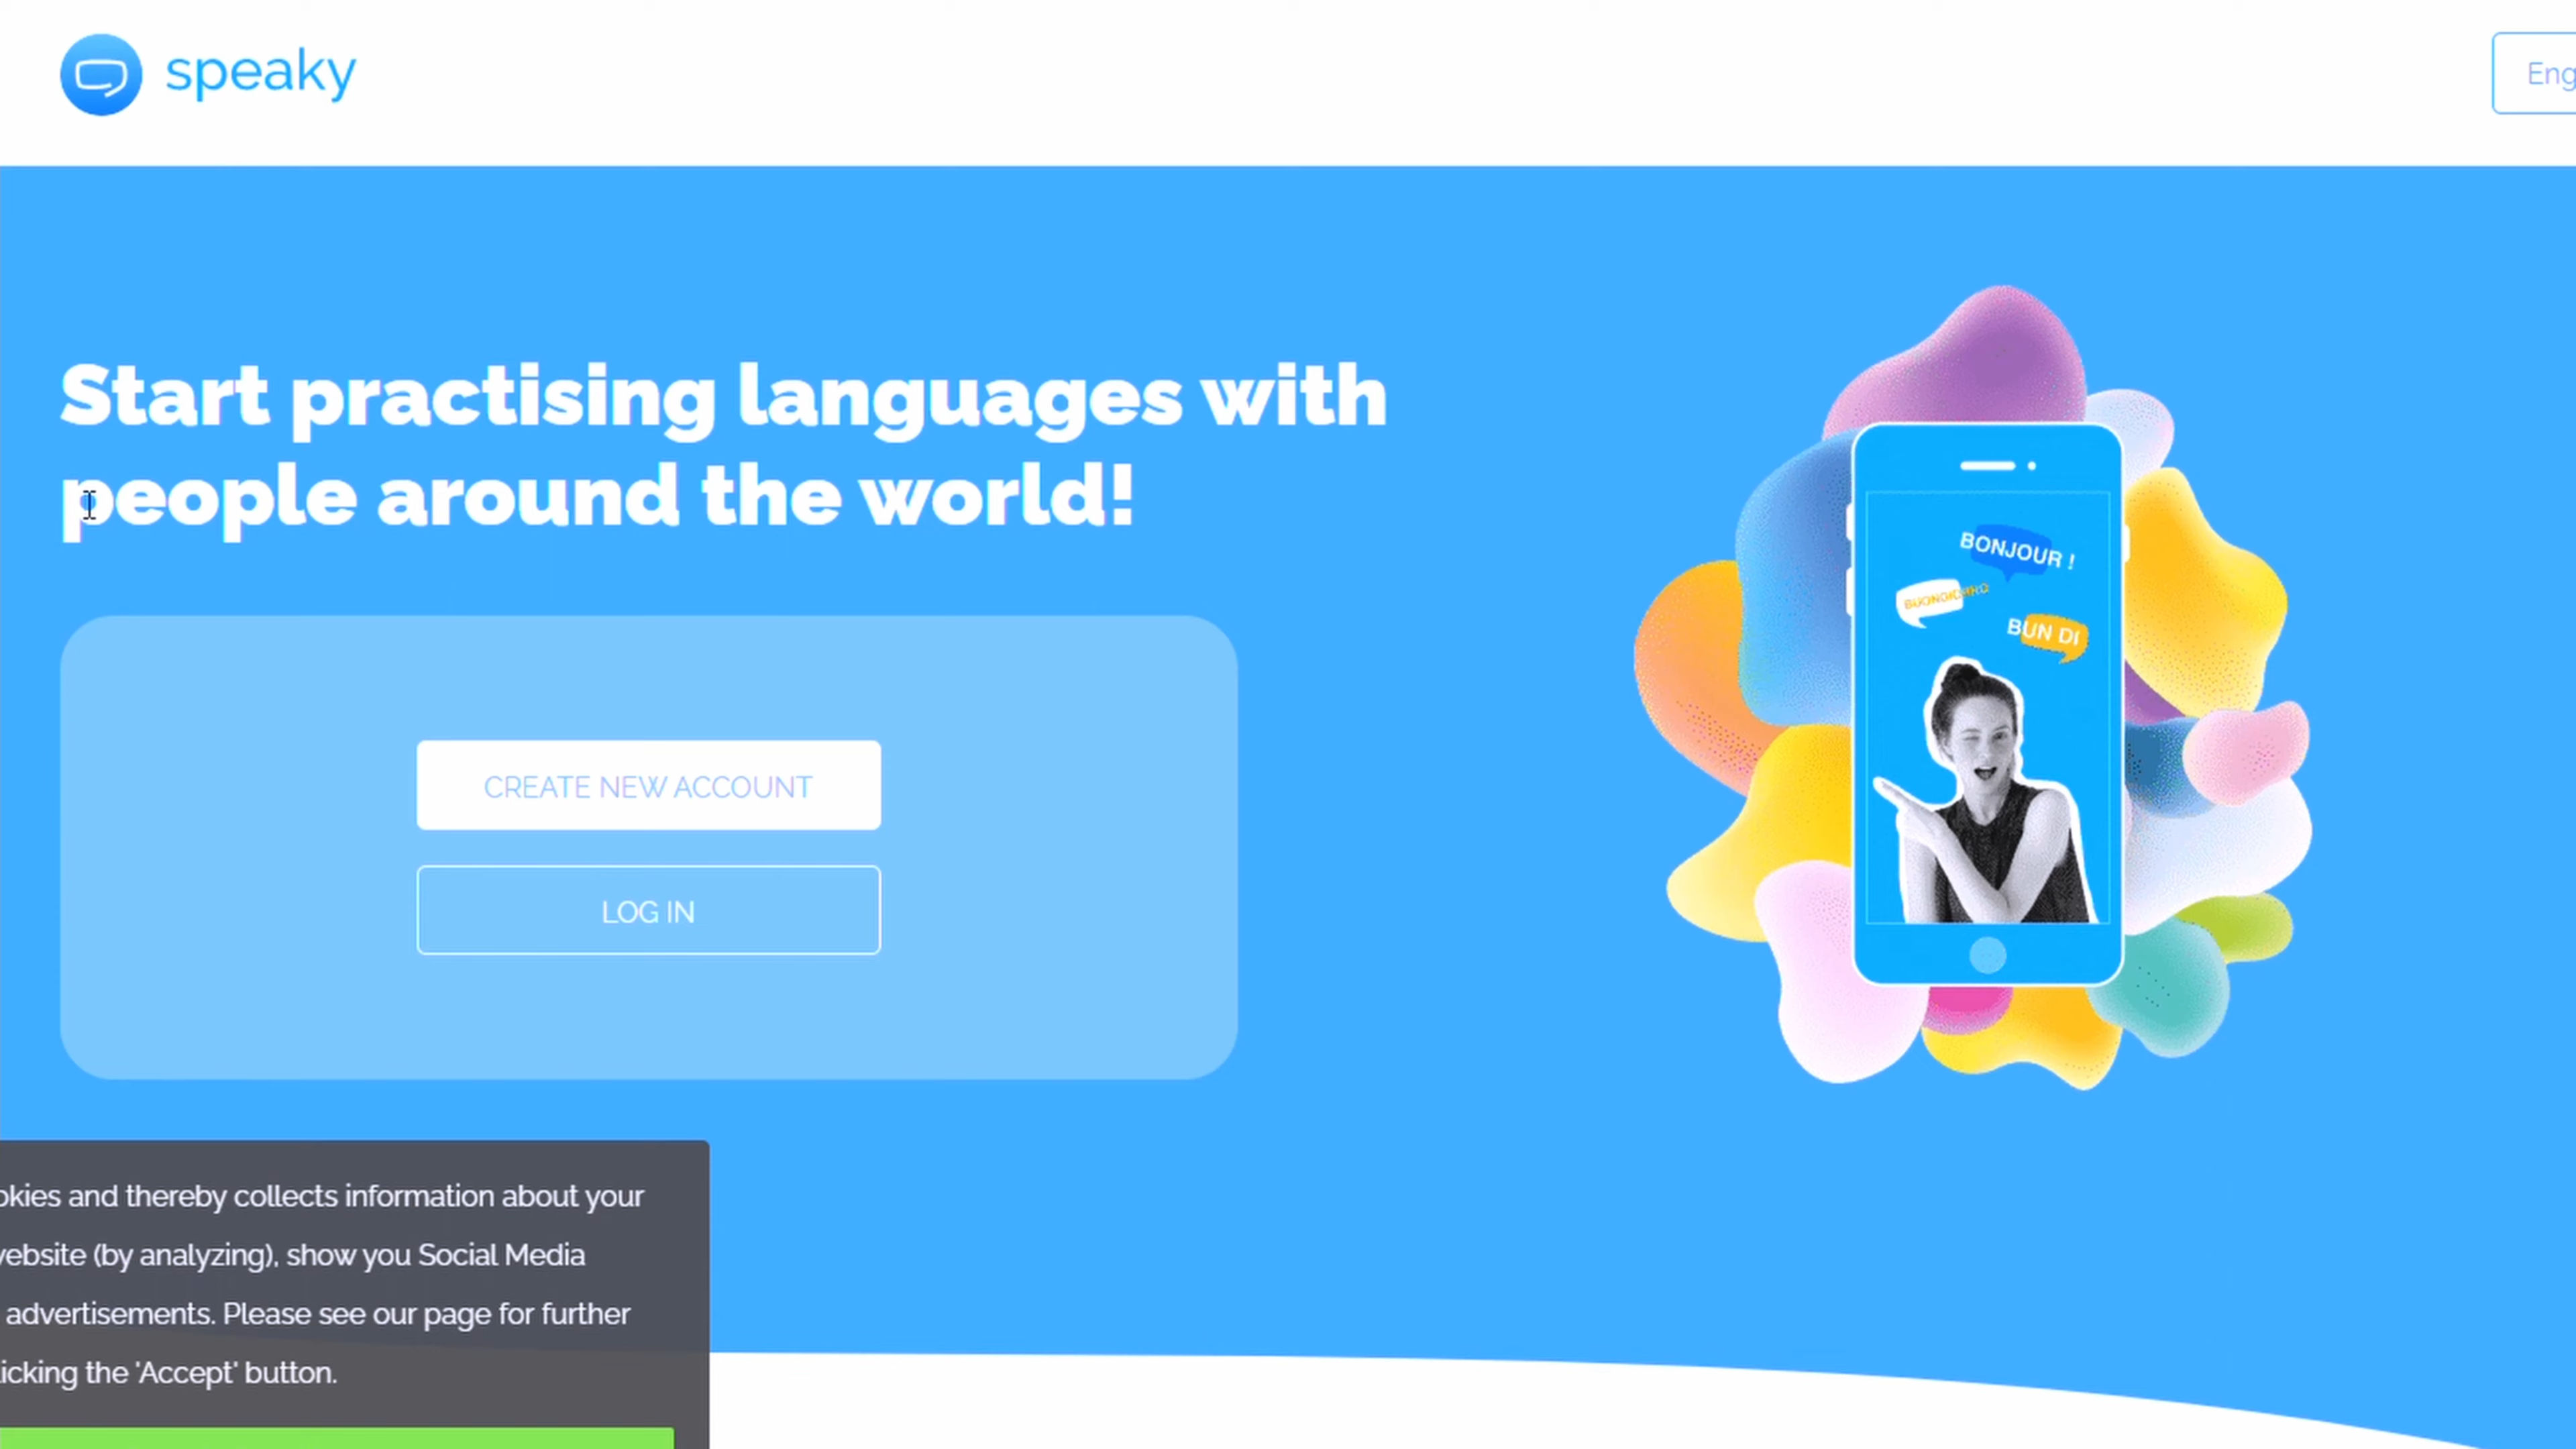 speaky
Eng
Start practising languages with
people around the world!
BONJOUR !
BUONGIORNO
BUN DI
CREATE NEW ACCOUNT
LOG IN
okies and thereby collects information about your
website (by analyzing), show you Social Media
advertisements. Please see our page for further
licking the 'Accept' button.